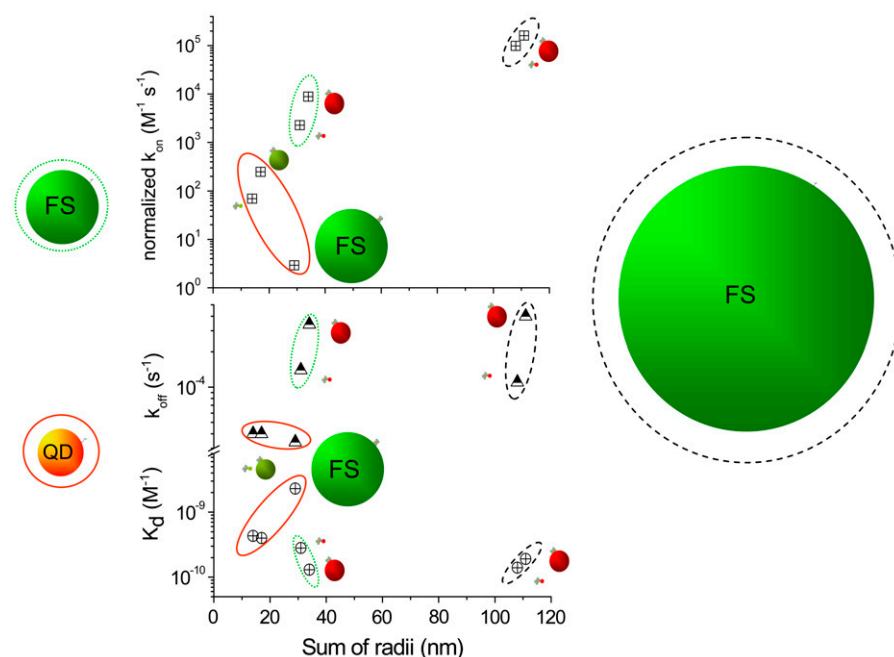 10⁵
10⁴
10³
10²
10¹
10⁰
normalized kₒₙ (M⁻¹ s⁻¹)
FS
FS
FS
10⁻⁴
k_off (s⁻¹)
QD
FS
10⁻⁹
10⁻¹⁰
K_d (M⁻¹)
0 20 40 60 80 100 120
Sum of radii (nm)